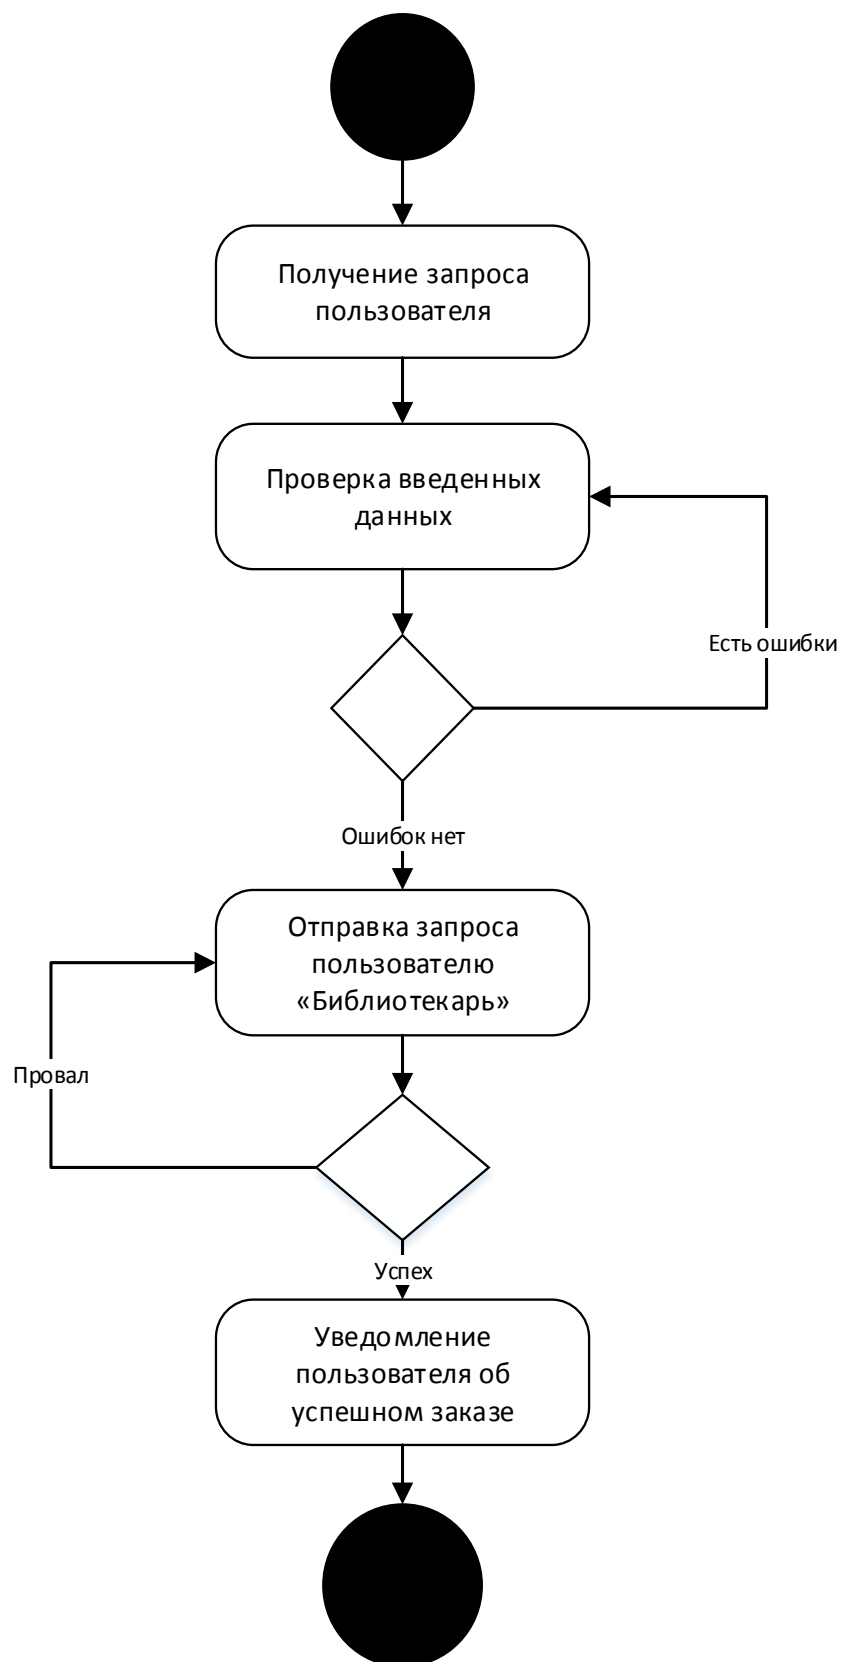 Получение запроса
пользователя
Проверка введенных
данных
Есть ошибки
Ошибок нет
Отправка запроса
пользователю
«Библиотекарь»
Провал
Успех
Уведомление
пользователя об
успешном заказе